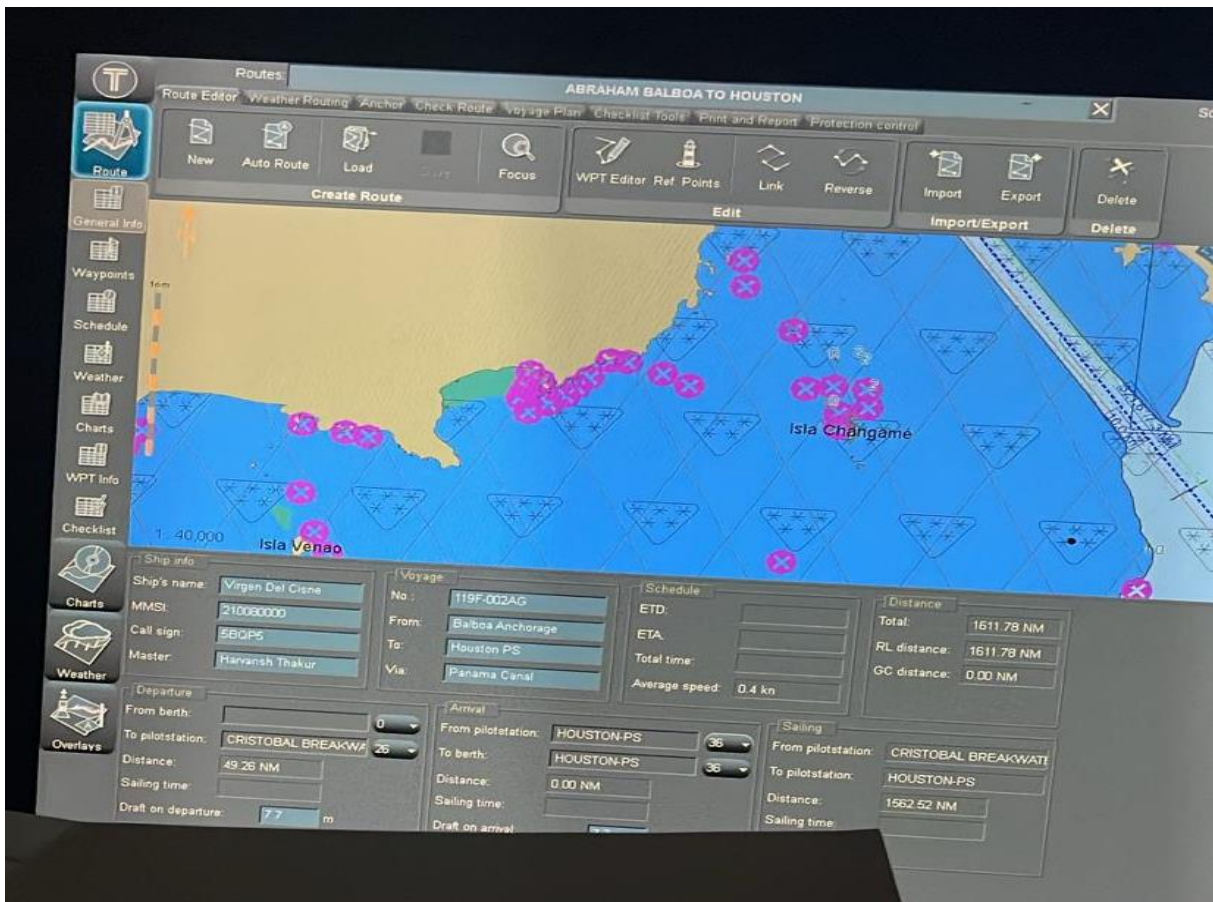 Routes: ABRAHAM BALBOA TO HOUSTON
Route Editor Weather Routing Anchor Check Route Voyage Plan Checklist Tools Print and Report Protection control
New Auto Route Load Focus WPT Editor Ref Points Link Reverse Import Export Delete
Create Route Edit Import/Export Delete
Route
General Info
Waypoints
Schedule
Weather
Charts
WPT Info
Checklist
Charts
Weather
Overlays
Isla Changamé
1 : 40,000
Isla Venao
Ship info
Ship's name: Virgen Del Cisne
MMSI: 210080000
Call sign: 5BQP5
Master: Harvansh Thakur
Voyage
No.: 119F-002AG
From: Balboa Anchorage
To: Houston PS
Via: Panama Canal
Schedule
ETD:
ETA:
Total time:
Average speed: 0.4 kn
Distance
Total: 1611.78 NM
RL distance: 1611.78 NM
GC distance: 0.00 NM
Departure
From berth: 0
To pilotstation: CRISTOBAL BREAKWA 26
Distance: 49.26 NM
Sailing time:
Draft on departure: 7.7 m
Arrival
From pilotstation: HOUSTON-PS 36
To berth: HOUSTON-PS 36
Distance: 0.00 NM
Sailing time:
Draft on arrival:
Sailing
From pilotstation: CRISTOBAL BREAKWAT
To pilotstation: HOUSTON-PS
Distance: 1562.52 NM
Sailing time: